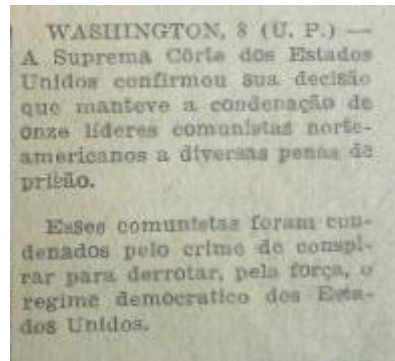 WASHINGTON, 8 (U. P.) —
A Suprema Côrte dos Estados
Unidos confirmou sua decisão
que manteve a condenação de
onze líderes comunistas norte-
americanos a diversas penas de
prisão.
Esses comunistas foram con-
denados pelo crime de conspi-
rar para derrotar, pela força, o
regime democratico dos Esta-
dos Unidos.